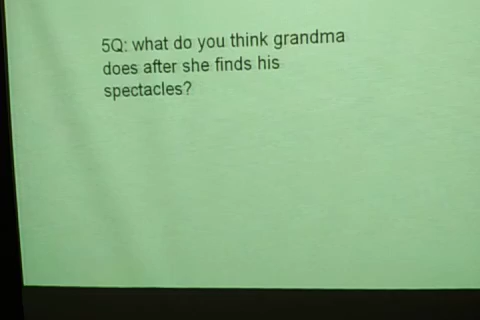 5Q: what do you think grandma
does after she finds his
spectacles?